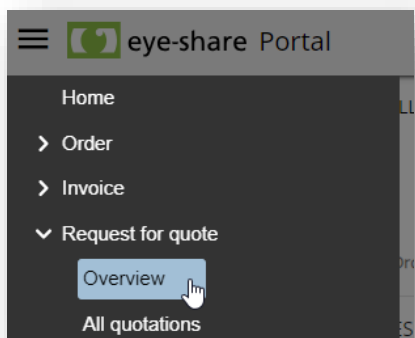 eye-share Portal
Home
Order
Invoice
Request for quote
Overview
All quotations